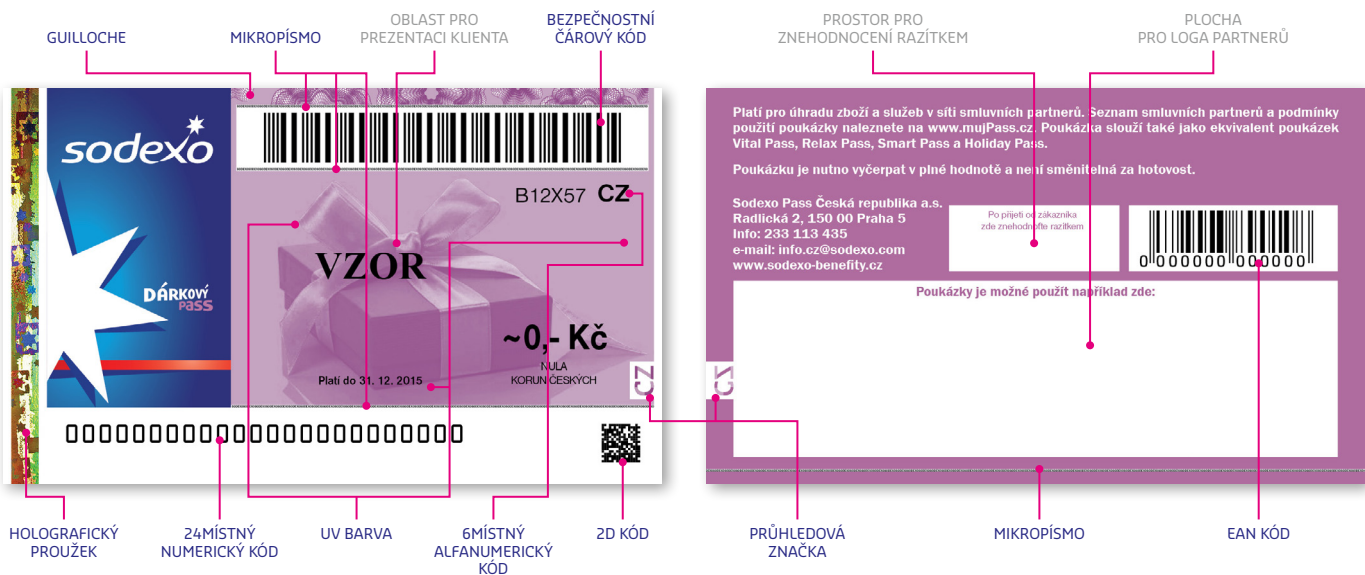 GUILLOCHE
MIKROPÍSMO
OBLAST PRO
PREZENTACI KLIENTA
BEZPEČNOSTNÍ
ČÁROVÝ KÓD
PROSTOR PRO
ZNEHODNOCENÍ RAZÍTKEM
PLOCHA
PRO LOGA PARTNERŮ
sodexo
DÁRKOVÝ
Pass
B12X57 CZ
VZOR
~0,- Kč
NULA
KORUN ČESKÝCH
Platí do 31. 12. 2015
CZ
000000000000000000000000
Platí pro úhradu zboží a služeb v síti smluvních partnerů. Seznam smluvních partnerů a podmínky
použití poukázky naleznete na www.mujPass.cz. Poukázka slouží také jako ekvivalent poukázek
Vital Pass, Relax Pass, Smart Pass a Holiday Pass.
Poukázku je nutno vyčerpat v plné hodnotě a není směnitelná za hotovost.
Sodexo Pass Česká republika a.s.
Radlická 2, 150 00 Praha 5
Info: 233 113 435
e-mail: info.cz@sodexo.com
www.sodexo-benefity.cz
Po přijetí od zákazníka
zde znehodnoťte razítkem
0 000000 000000
Poukázky je možné použít například zde:
CZ
HOLOGRAFICKÝ
PROUŽEK
24MÍSTNÝ
NUMERICKÝ KÓD
UV BARVA
6MÍSTNÝ
ALFANUMERICKÝ
KÓD
2D KÓD
PRŮHLEDOVÁ
ZNAČKA
MIKROPÍSMO
EAN KÓD